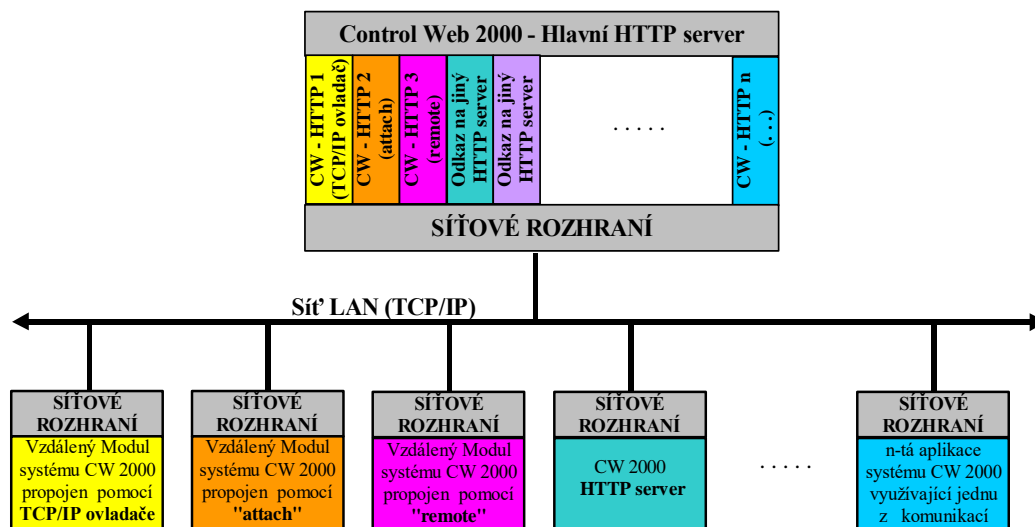 Control Web 2000 - Hlavní HTTP server
CW - HTTP 1
(TCP/IP ovladač)
CW - HTTP 2
(attach)
CW - HTTP 3
(remote)
Odkaz na jiný
HTTP server
Odkaz na jiný
HTTP server
. . . . .
CW - HTTP n
(. . .)
SÍŤOVÉ ROZHRANÍ
Síť LAN (TCP/IP)
SÍŤOVÉ
ROZHRANÍ
Vzdálený Modul
systému CW 2000
propojen pomocí
TCP/IP ovladače
SÍŤOVÉ
ROZHRANÍ
Vzdálený Modul
systému CW 2000
propojen pomocí
"attach"
SÍŤOVÉ
ROZHRANÍ
Vzdálený Modul
systému CW 2000
propojen pomocí
"remote"
SÍŤOVÉ
ROZHRANÍ
CW 2000
HTTP server
. . . . .
SÍŤOVÉ
ROZHRANÍ
n-tá aplikace
systému CW 2000
využívající jednu
z komunikací